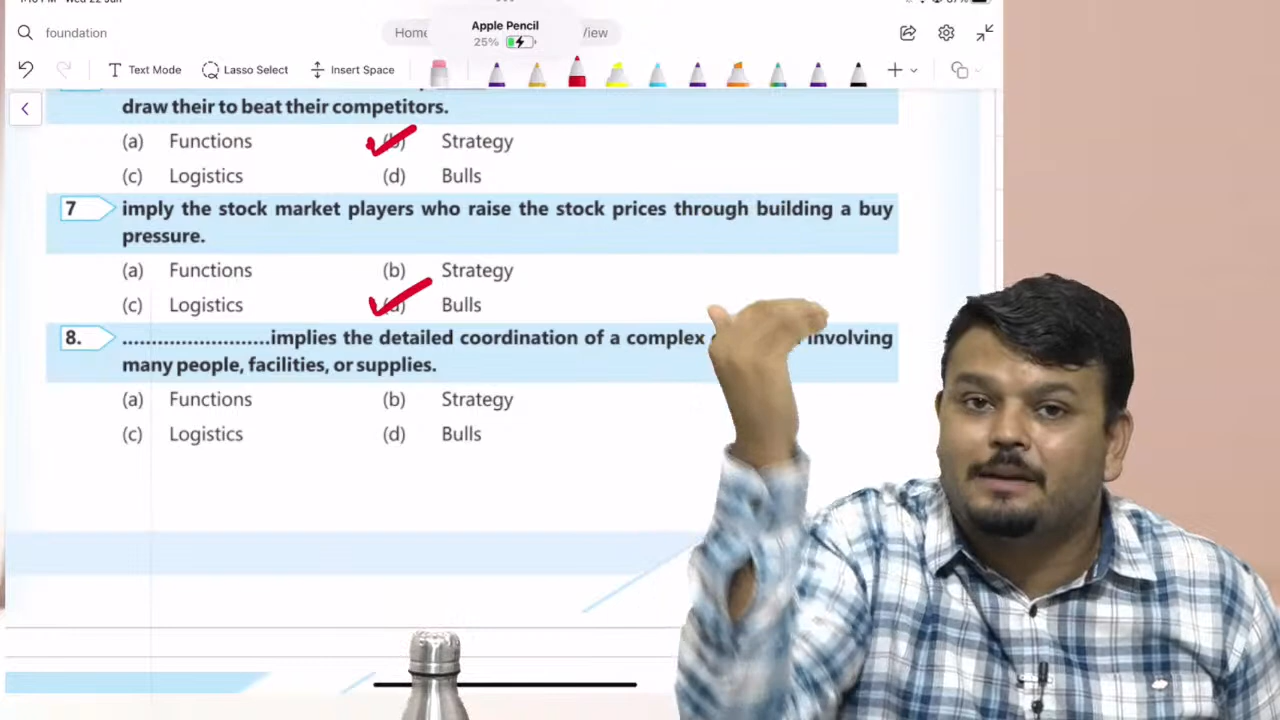 foundation
Home
Apple Pencil
25%
Text Mode
Lasso Select
Insert Space
draw their to beat their competitors.
(a) Functions
Strategy
(c) Logistics
(d) Bulls
7 imply the stock market players who raise the stock prices through building a buy
pressure.
(a) Functions
(b) Strategy
(c) Logistics
Bulls
8. .........................implies the detailed coordination of a complex involving
many people, facilities, or supplies.
(a) Functions
(b) Strategy
(c) Logistics
(d) Bulls